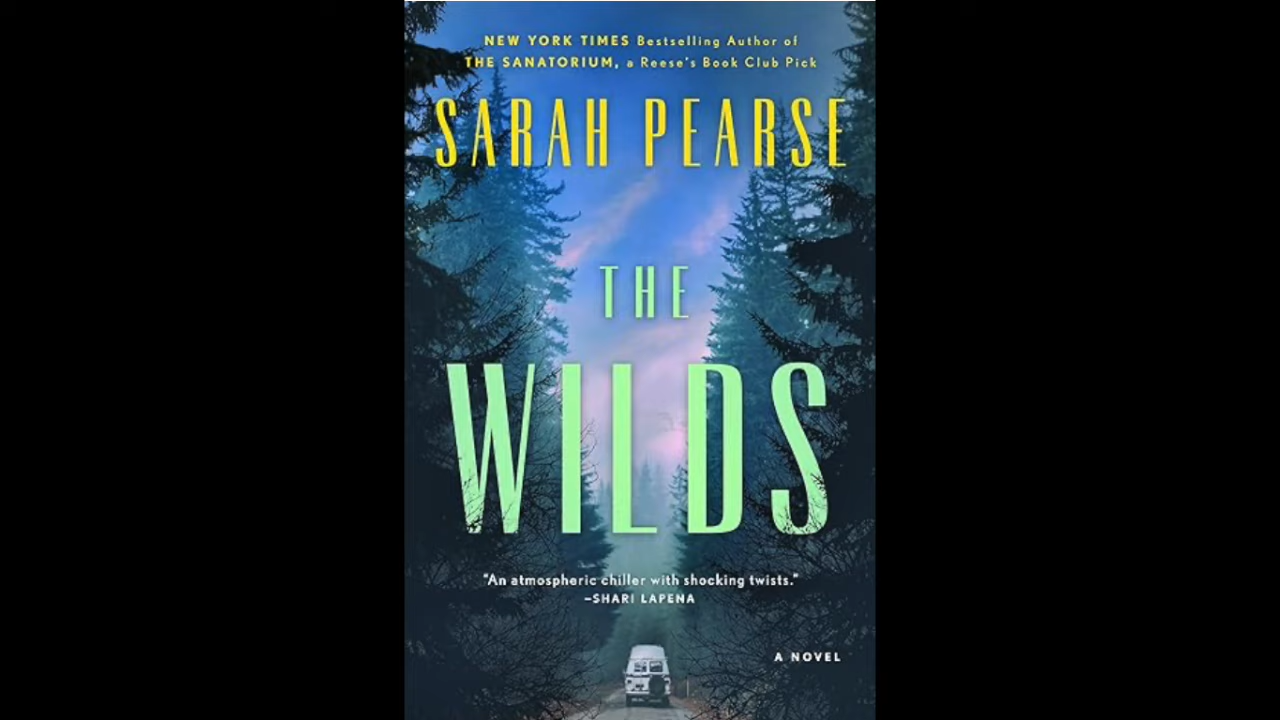 NEW YORK TIMES Bestselling Author of
THE SANATORIUM, a Reese's Book Club Pick
SARAH PEARSE
THE
WILDS
"An atmospheric chiller with shocking twists."
–SHARI LAPENA
A NOVEL